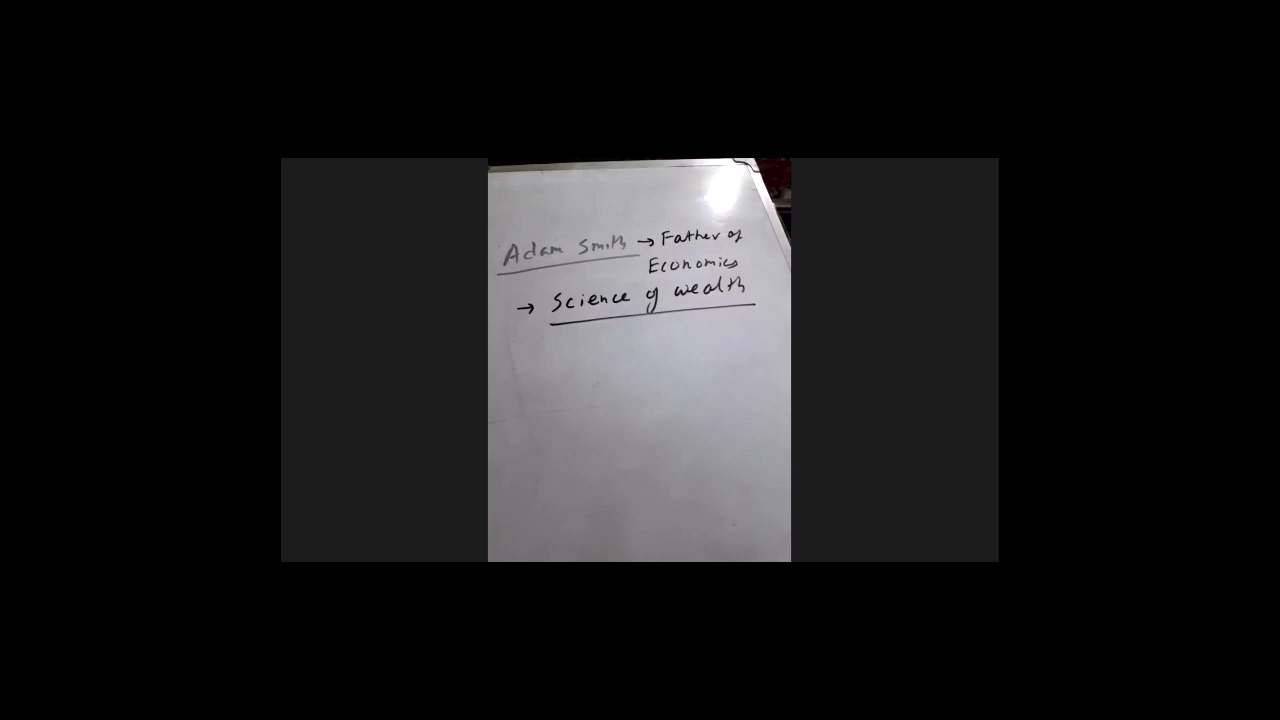 Adam Smith → Father of
Economics
→ Science of wealth